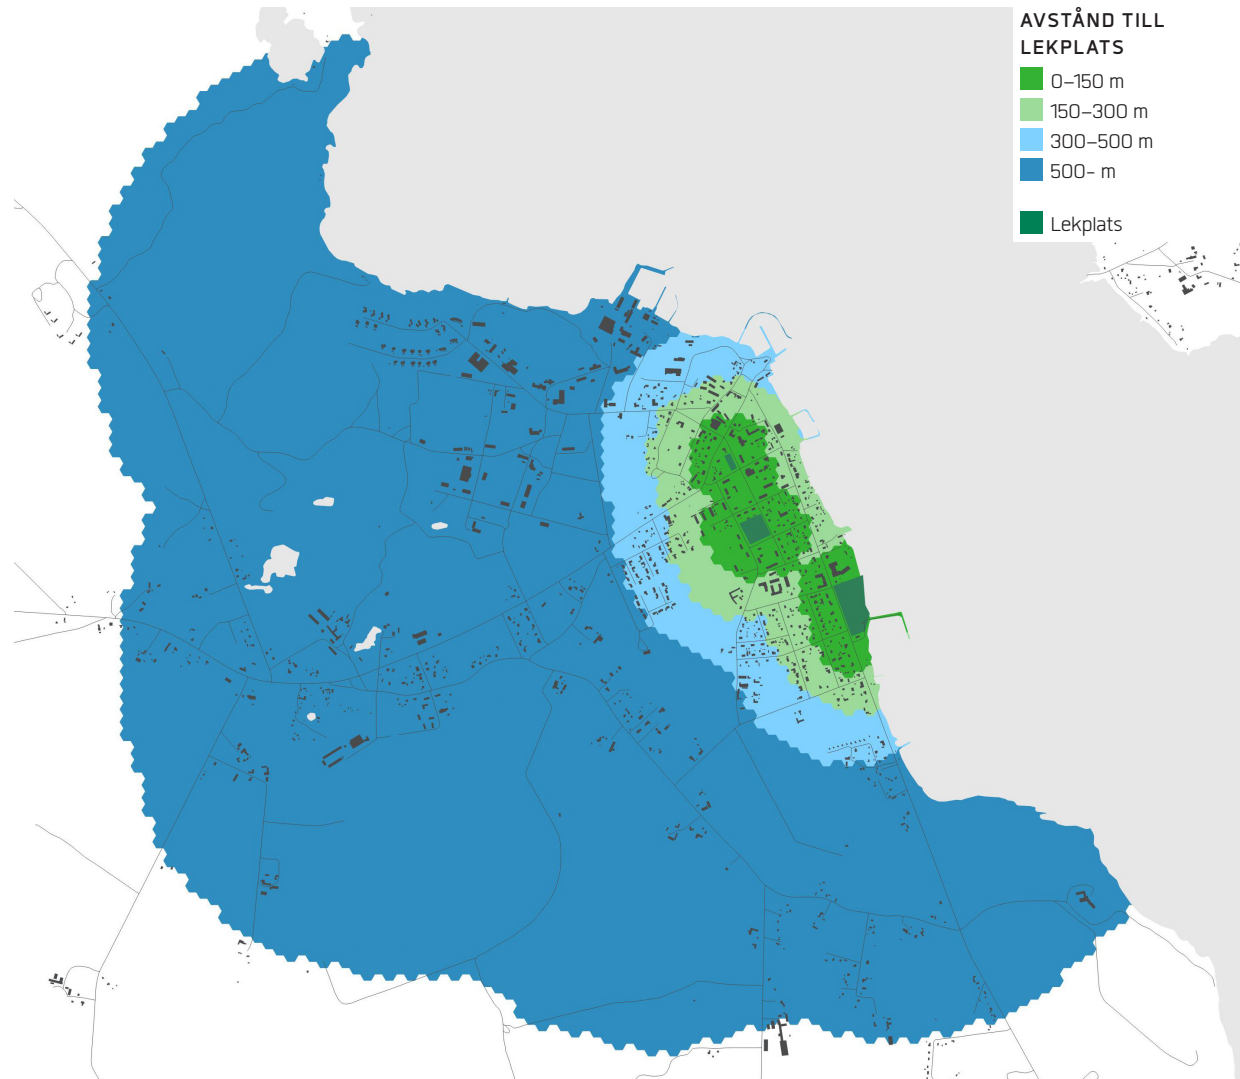 AVSTÅND TILL
LEKPLATS
0–150 m
150–300 m
300–500 m
500- m
Lekplats